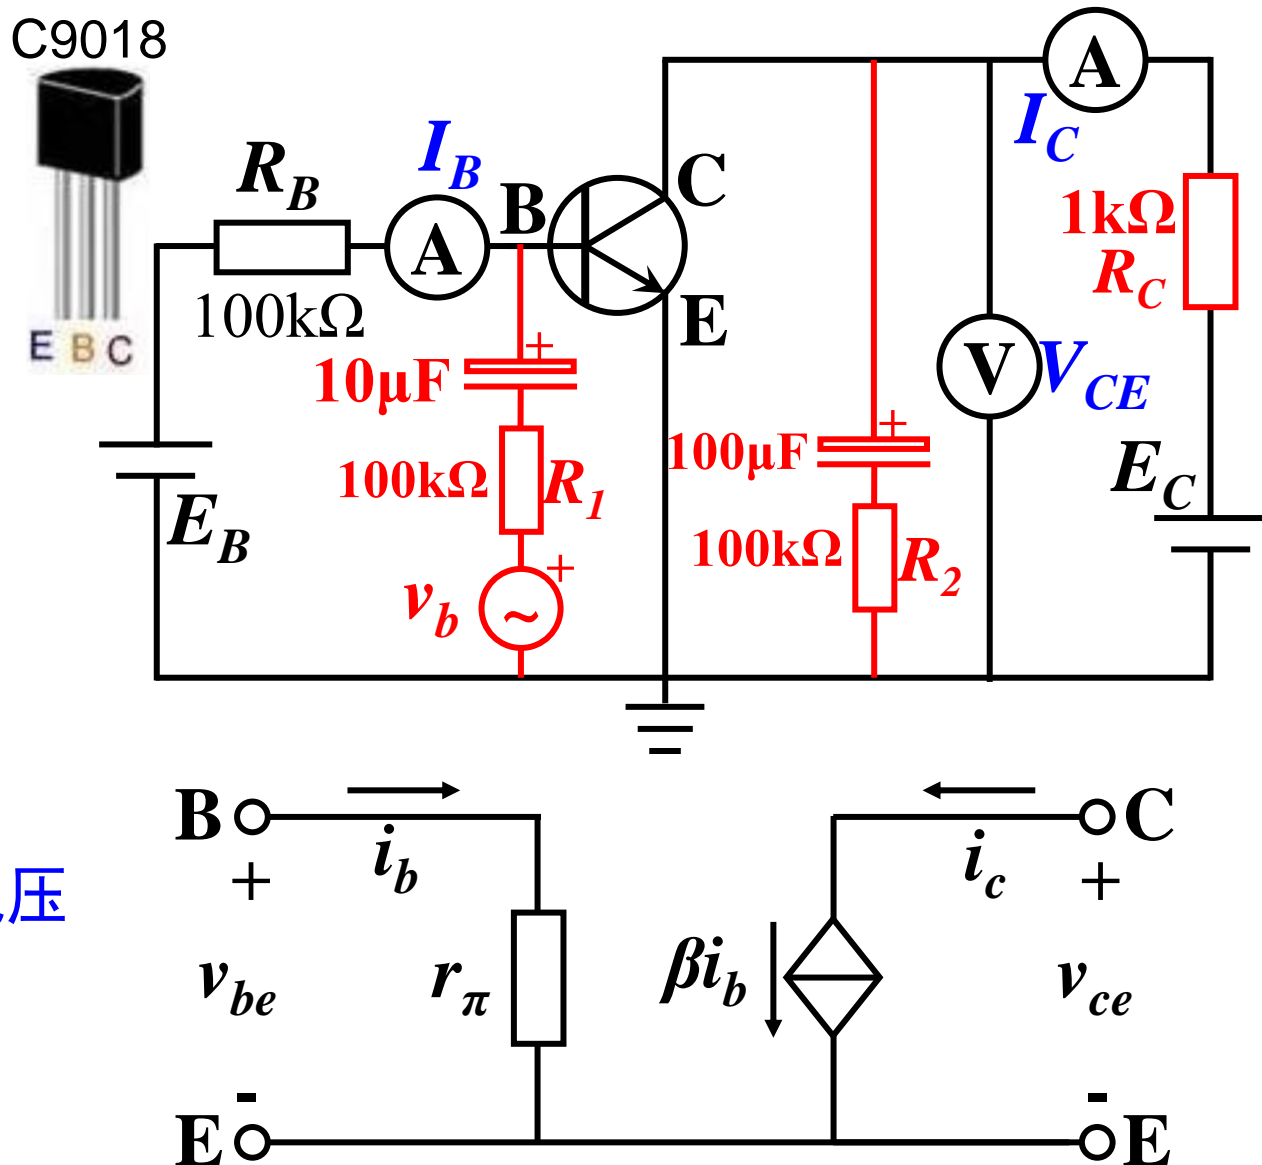 C9018
E B C
R_B
100kΩ
I_B
A
B
C
E
10μF
+
100kΩ
R_1
v_b
+
~
E_B
100μF
+
100kΩ
R_2
A
I_C
1kΩ
R_C
V
V_CE
E_C
B
i_b
+
v_be
-
E
r_π
βi_b
i_c
C
+
v_ce
-
E
压